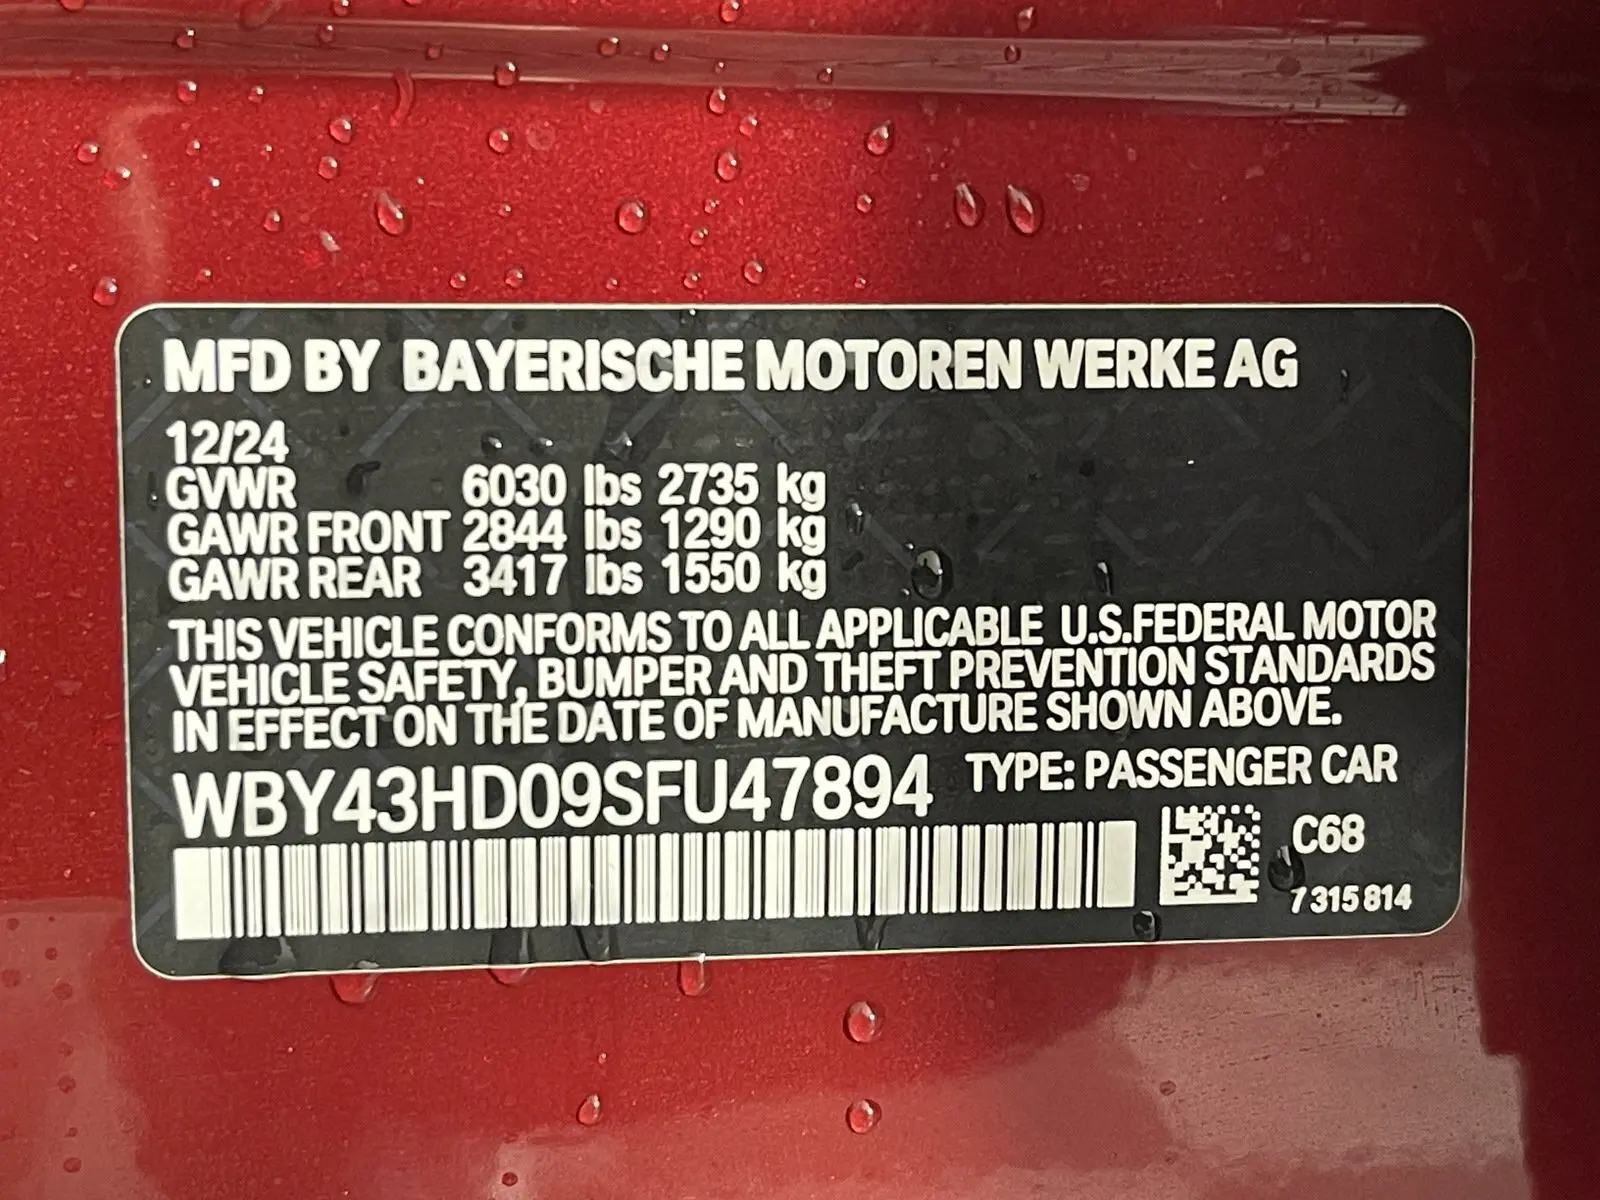 MFD BY BAYERISCHE MOTOREN WERKE AG
12/24
GVWR 6030 lbs 2735 kg
GAWR FRONT 2844 lbs 1290 kg
GAWR REAR 3417 lbs 1550 kg
THIS VEHICLE CONFORMS TO ALL APPLICABLE U.S.FEDERAL MOTOR
VEHICLE SAFETY, BUMPER AND THEFT PREVENTION STANDARDS
IN EFFECT ON THE DATE OF MANUFACTURE SHOWN ABOVE.
WBY43HD09SFU47894 TYPE: PASSENGER CAR
C68
7 315 814